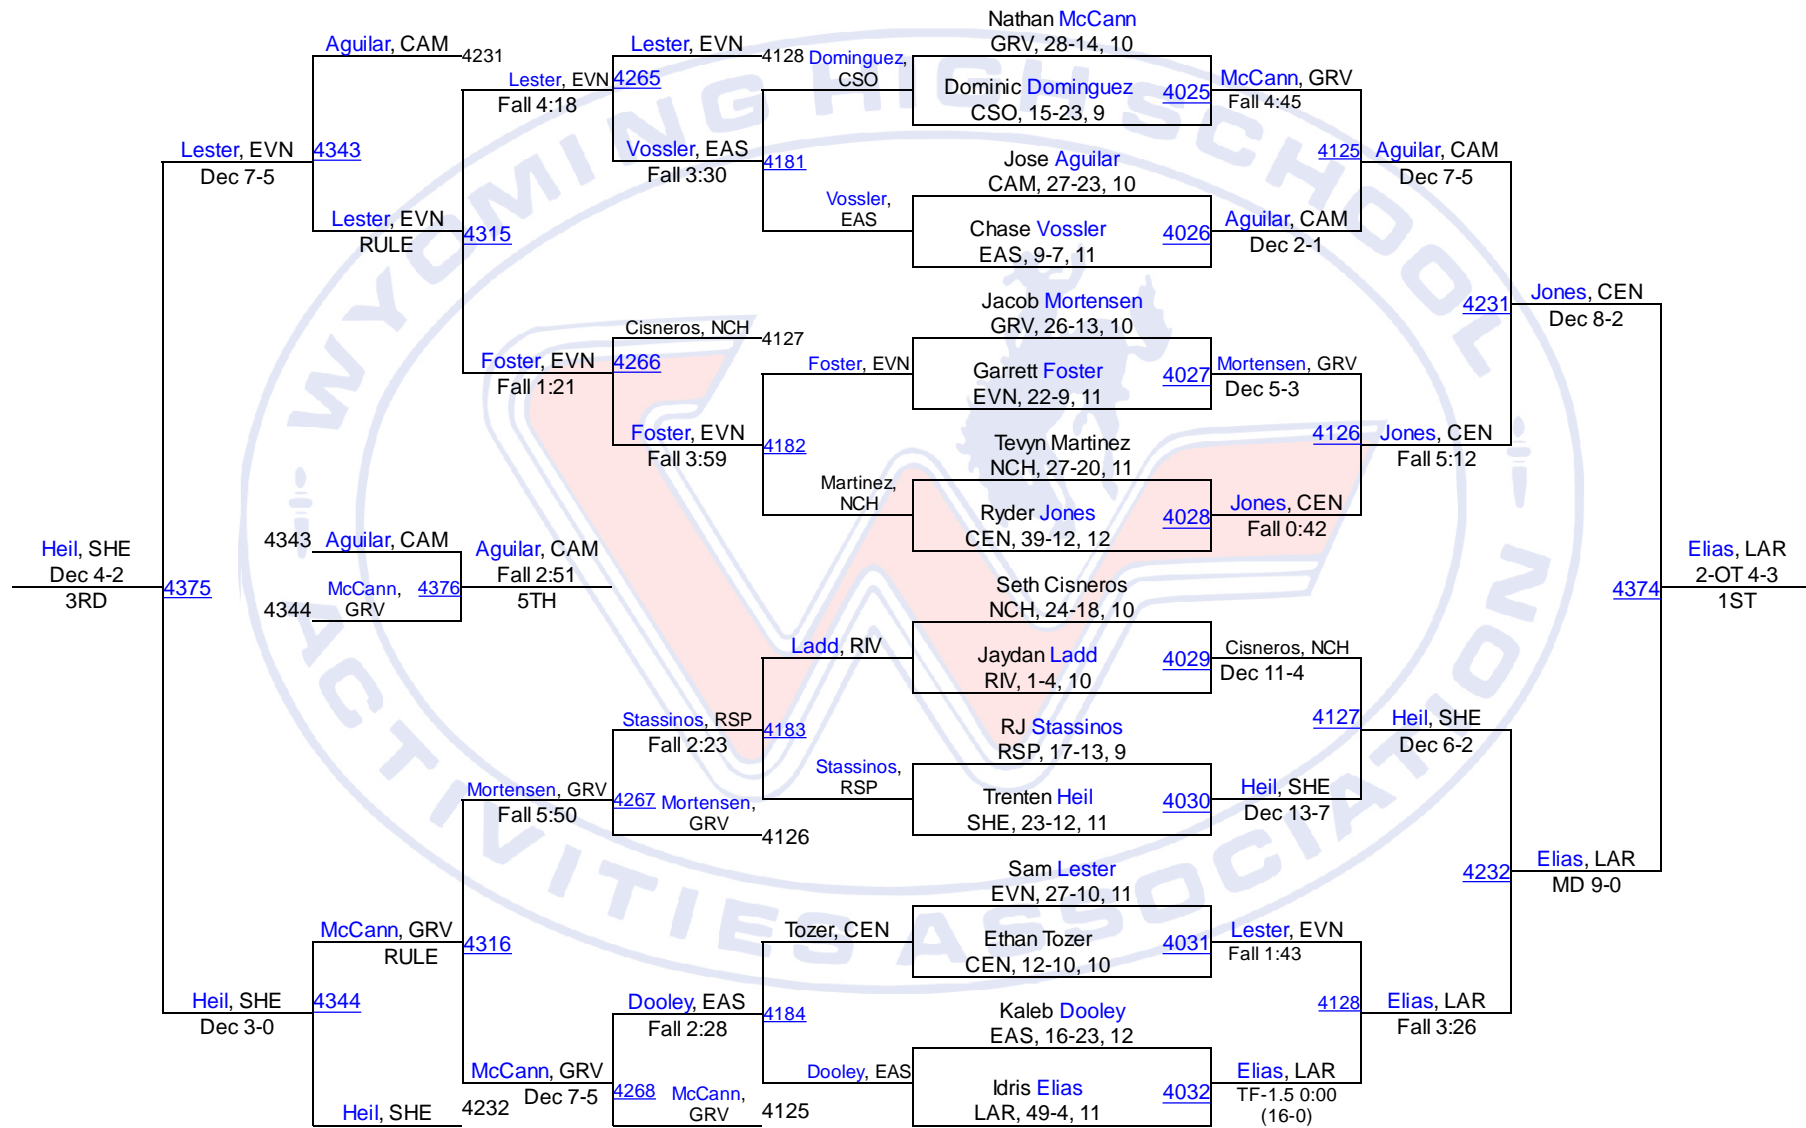 Nathan McCann
GRV, 28-14, 10
Dominic Dominguez
CSO, 15-23, 9
4025
Jose Aguilar
CAM, 27-23, 10
Chase Vossler
EAS, 9-7, 11
4026
Jacob Mortensen
GRV, 26-13, 10
Garrett Foster
EVN, 22-9, 11
4027
Tevyn Martinez
NCH, 27-20, 11
Ryder Jones
CEN, 39-12, 12
4028
Seth Cisneros
NCH, 24-18, 10
Jaydan Ladd
RIV, 1-4, 10
4029
RJ Stassinos
RSP, 17-13, 9
Trenten Heil
SHE, 23-12, 11
4030
Sam Lester
EVN, 27-10, 11
Ethan Tozer
CEN, 12-10, 10
4031
Kaleb Dooley
EAS, 16-23, 12
Idris Elias
LAR, 49-4, 11
4032
McCann, GRV
Fall 4:45
4125
Aguilar, CAM
Dec 2-1
Mortensen, GRV
Dec 5-3
4126
Jones, CEN
Fall 0:42
Cisneros, NCH
Dec 11-4
4127
Heil, SHE
Dec 13-7
Lester, EVN
Fall 1:43
4128
Elias, LAR
TF-1.5 0:00
(16-0)
Aguilar, CAM
Dec 7-5
4231
Jones, CEN
Fall 5:12
Heil, SHE
Dec 6-2
4232
Elias, LAR
Fall 3:26
Jones, CEN
Dec 8-2
4374
Elias, LAR
MD 9-0
Elias, LAR
2-OT 4-3
1ST
Dominguez,
CSO
4181
Vossler,
EAS
Foster, EVN
4182
Martinez,
NCH
Ladd, RIV
4183
Stassinos,
RSP
Tozer, CEN
4184
Dooley, EAS
Lester, EVN
4128
4265
Vossler, EAS
Fall 3:30
Cisneros, NCH
4127
4266
Foster, EVN
Fall 3:59
Stassinos, RSP
Fall 2:23
4267
Mortensen,
GRV
4126
Dooley, EAS
Fall 2:28
4268
McCann,
GRV
4125
Lester, EVN
Fall 4:18
4315
Foster, EVN
Fall 1:21
Mortensen, GRV
Fall 5:50
4316
McCann, GRV
Dec 7-5
Aguilar, CAM
4231
4343
Lester, EVN
RULE
McCann, GRV
RULE
4344
Heil, SHE
4232
Lester, EVN
Dec 7-5
4375
Heil, SHE
Dec 3-0
Heil, SHE
Dec 4-2
3RD
4343
Aguilar, CAM
4376
4344
McCann,
GRV
Aguilar, CAM
Fall 2:51
5TH
WYOMING HIGH SCHOOL
ACTIVITIES ASSOCIATION